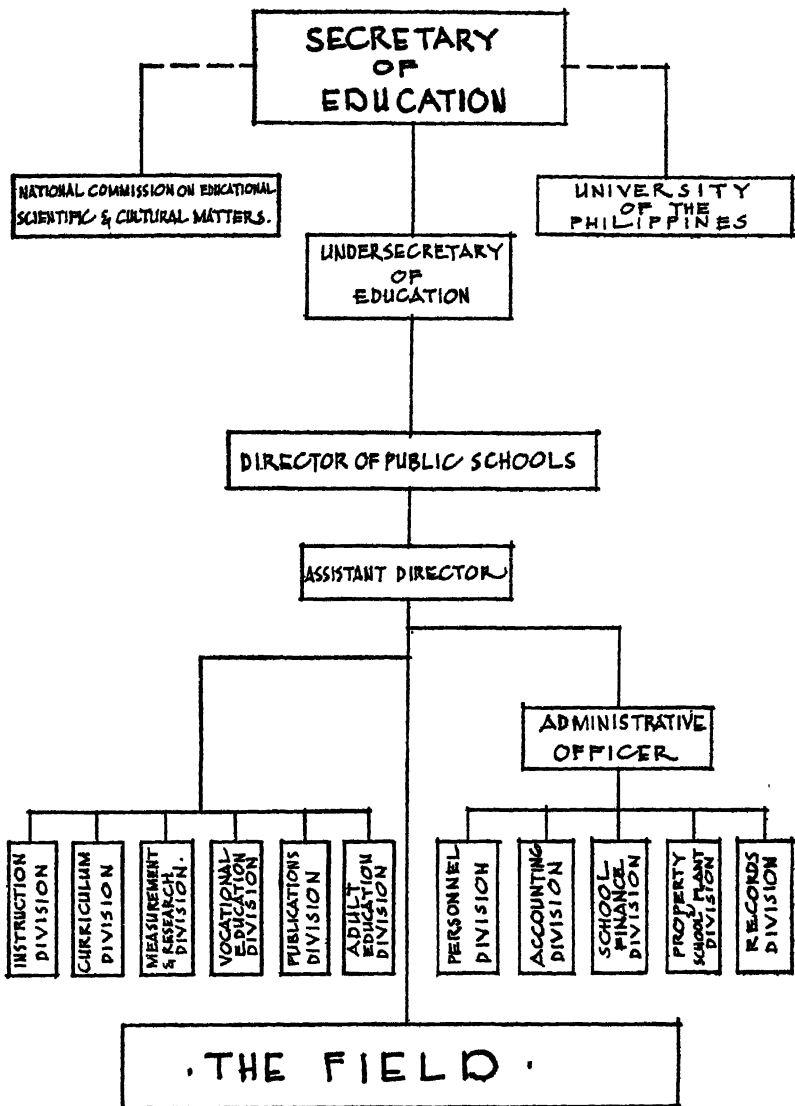 SECRETARY
OF
EDUCATION
NATIONAL COMMISSION ON EDUCATIONAL
SCIENTIFIC & CULTURAL MATTERS.
UNIVERSITY
OF THE
PHILIPPINES
UNDERSECRETARY
OF
EDUCATION
DIRECTOR OF PUBLIC SCHOOLS
ASSISTANT DIRECTOR
ADMINISTRATIVE
OFFICER
INSTRUCTION
DIVISION
CURRICULUM
DIVISION
MEASUREMENT
& RESEARCH
DIVISION.
VOCATIONAL
EDUCATION
DIVISION
PUBLICATIONS
DIVISION
ADULT
EDUCATION
DIVISION
PERSONNEL
DIVISION
ACCOUNTING
DIVISION
SCHOOL
FINANCE
DIVISION
PROPERTY
&
SCHOOL PLANT
DIVISION
RECORDS
DIVISION
· THE FIELD ·